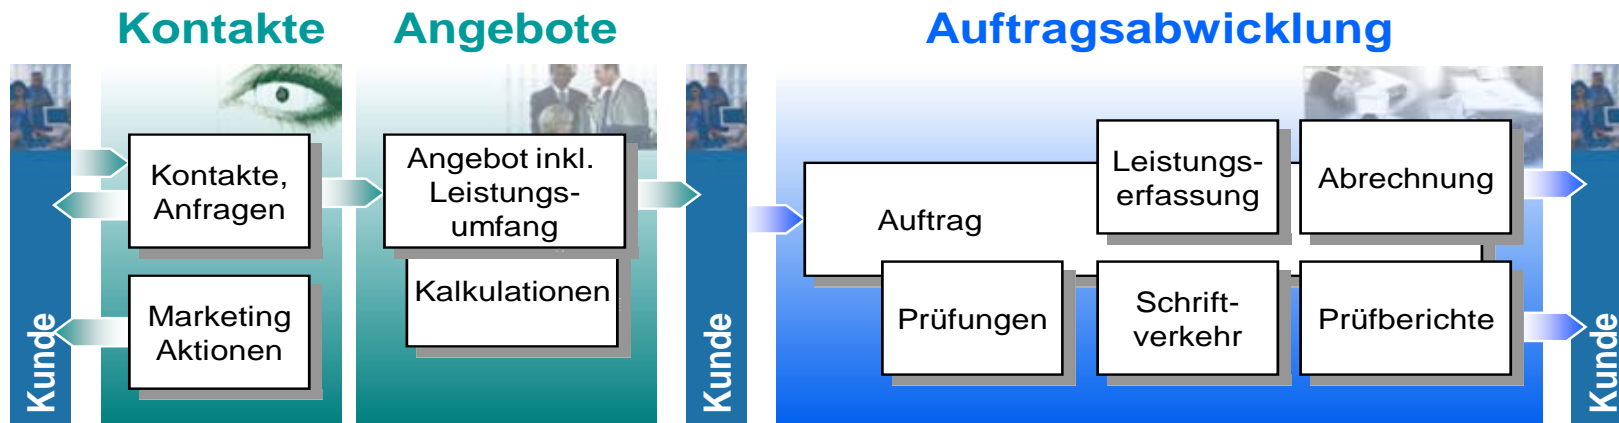 Kontakte
Angebote
Auftragsabwicklung
Kunde
Kontakte,
Anfragen
Marketing
Aktionen
Angebot inkl.
Leistungs-
umfang
Kalkulationen
Kunde
Auftrag
Leistungs-
erfassung
Abrechnung
Prüfungen
Schrift-
verkehr
Prüfberichte
Kunde